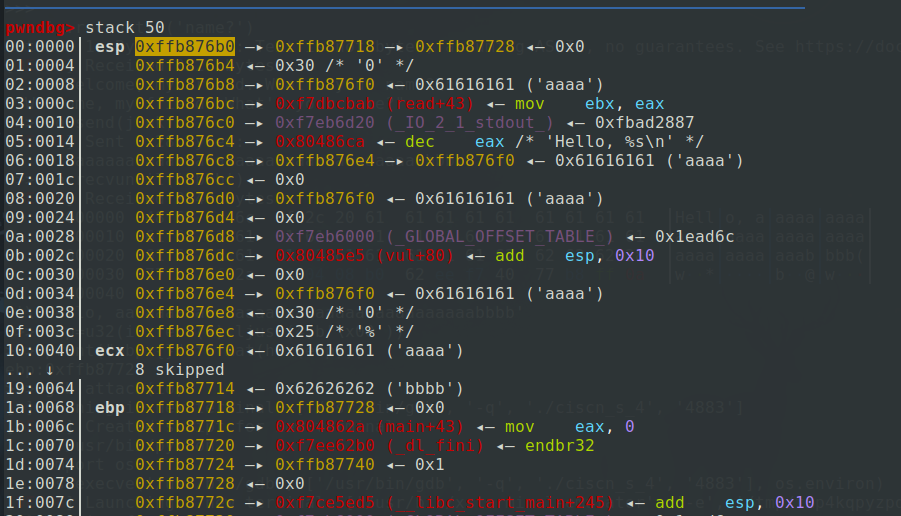 pwndbg> stack 50
00:0000│ esp 0xffb876b0 —▸ 0xffb87718 —▸ 0xffb87728 ◂— 0x0
01:0004│ 0xffb876b4 ◂— 0x30 /* '0' */
02:0008│ 0xffb876b8 —▸ 0xffb876f0 ◂— 0x61616161 ('aaaa')
03:000c│ 0xffb876bc —▸ 0xf7dbcbab (read+43) ◂— mov ebx, eax
04:0010│ 0xffb876c0 —▸ 0xf7eb6d20 (_IO_2_1_stdout_) ◂— 0xfbad2887
05:0014│ 0xffb876c4 —▸ 0x80486ca ◂— dec eax /* 'Hello, %s\n' */
06:0018│ 0xffb876c8 —▸ 0xffb876e4 —▸ 0xffb876f0 ◂— 0x61616161 ('aaaa')
07:001c│ 0xffb876cc ◂— 0x0
08:0020│ 0xffb876d0 —▸ 0xffb876f0 ◂— 0x61616161 ('aaaa')
09:0024│ 0xffb876d4 ◂— 0x0
0a:0028│ 0xffb876d8 —▸ 0xf7eb6000 (_GLOBAL_OFFSET_TABLE_) ◂— 0x1ead6c
0b:002c│ 0xffb876dc —▸ 0x80485e5 (vul+80) ◂— add esp, 0x10
0c:0030│ 0xffb876e0 ◂— 0x0
0d:0034│ 0xffb876e4 —▸ 0xffb876f0 ◂— 0x61616161 ('aaaa')
0e:0038│ 0xffb876e8 ◂— 0x30 /* '0' */
0f:003c│ 0xffb876ec ◂— 0x25 /* '%' */
10:0040│ ecx 0xffb876f0 ◂— 0x61616161 ('aaaa')
... ↓ 8 skipped
19:0064│ 0xffb87714 ◂— 0x62626262 ('bbbb')
1a:0068│ ebp 0xffb87718 —▸ 0xffb87728 ◂— 0x0
1b:006c│ 0xffb8771c —▸ 0x804862a (main+43) ◂— mov eax, 0
1c:0070│ 0xffb87720 —▸ 0xf7ee62b0 (_dl_fini) ◂— endbr32
1d:0074│ 0xffb87724 —▸ 0xffb87740 ◂— 0x1
1e:0078│ 0xffb87728 ◂— 0x0
1f:007c│ 0xffb8772c —▸ 0xf7ce5ed5 (__libc_start_main+245) ◂— add esp, 0x10